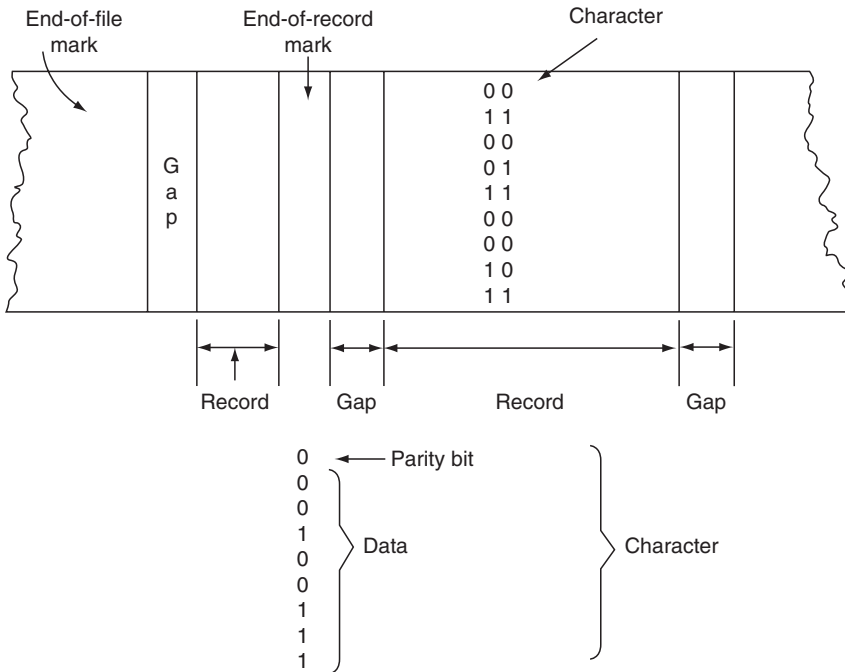 End-of-file
mark
End-of-record
mark
Character
G
a
p
0 0
1 1
0 0
0 1
1 1
0 0
0 0
1 0
1 1
Record
Gap
Record
Gap
0
Parity bit
0
0
1
0
0
1
1
1
Data
Character